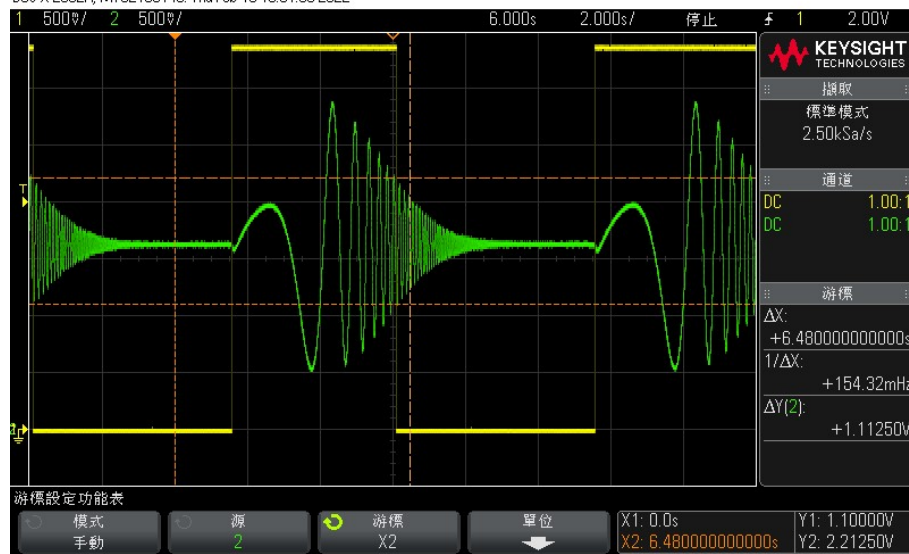 1 500㎷/ 2 500㎷/ 6.000s 2.000s/ 停止 1 2.00V
KEYSIGHT
TECHNOLOGIES
擷取
標準模式
2.50kSa/s
T
通道
DC 1.00:1
DC 1.00:1
游標
ΔX:
+6.480000000000s
1/ΔX:
+154.32mHz
ΔY(2):
+1.11250V
游標設定功能表
模式
手動
源
2
游標
X2
單位
X1: 0.0s
X2: 6.480000000000s
Y1: 1.10000V
Y2: 2.21250V